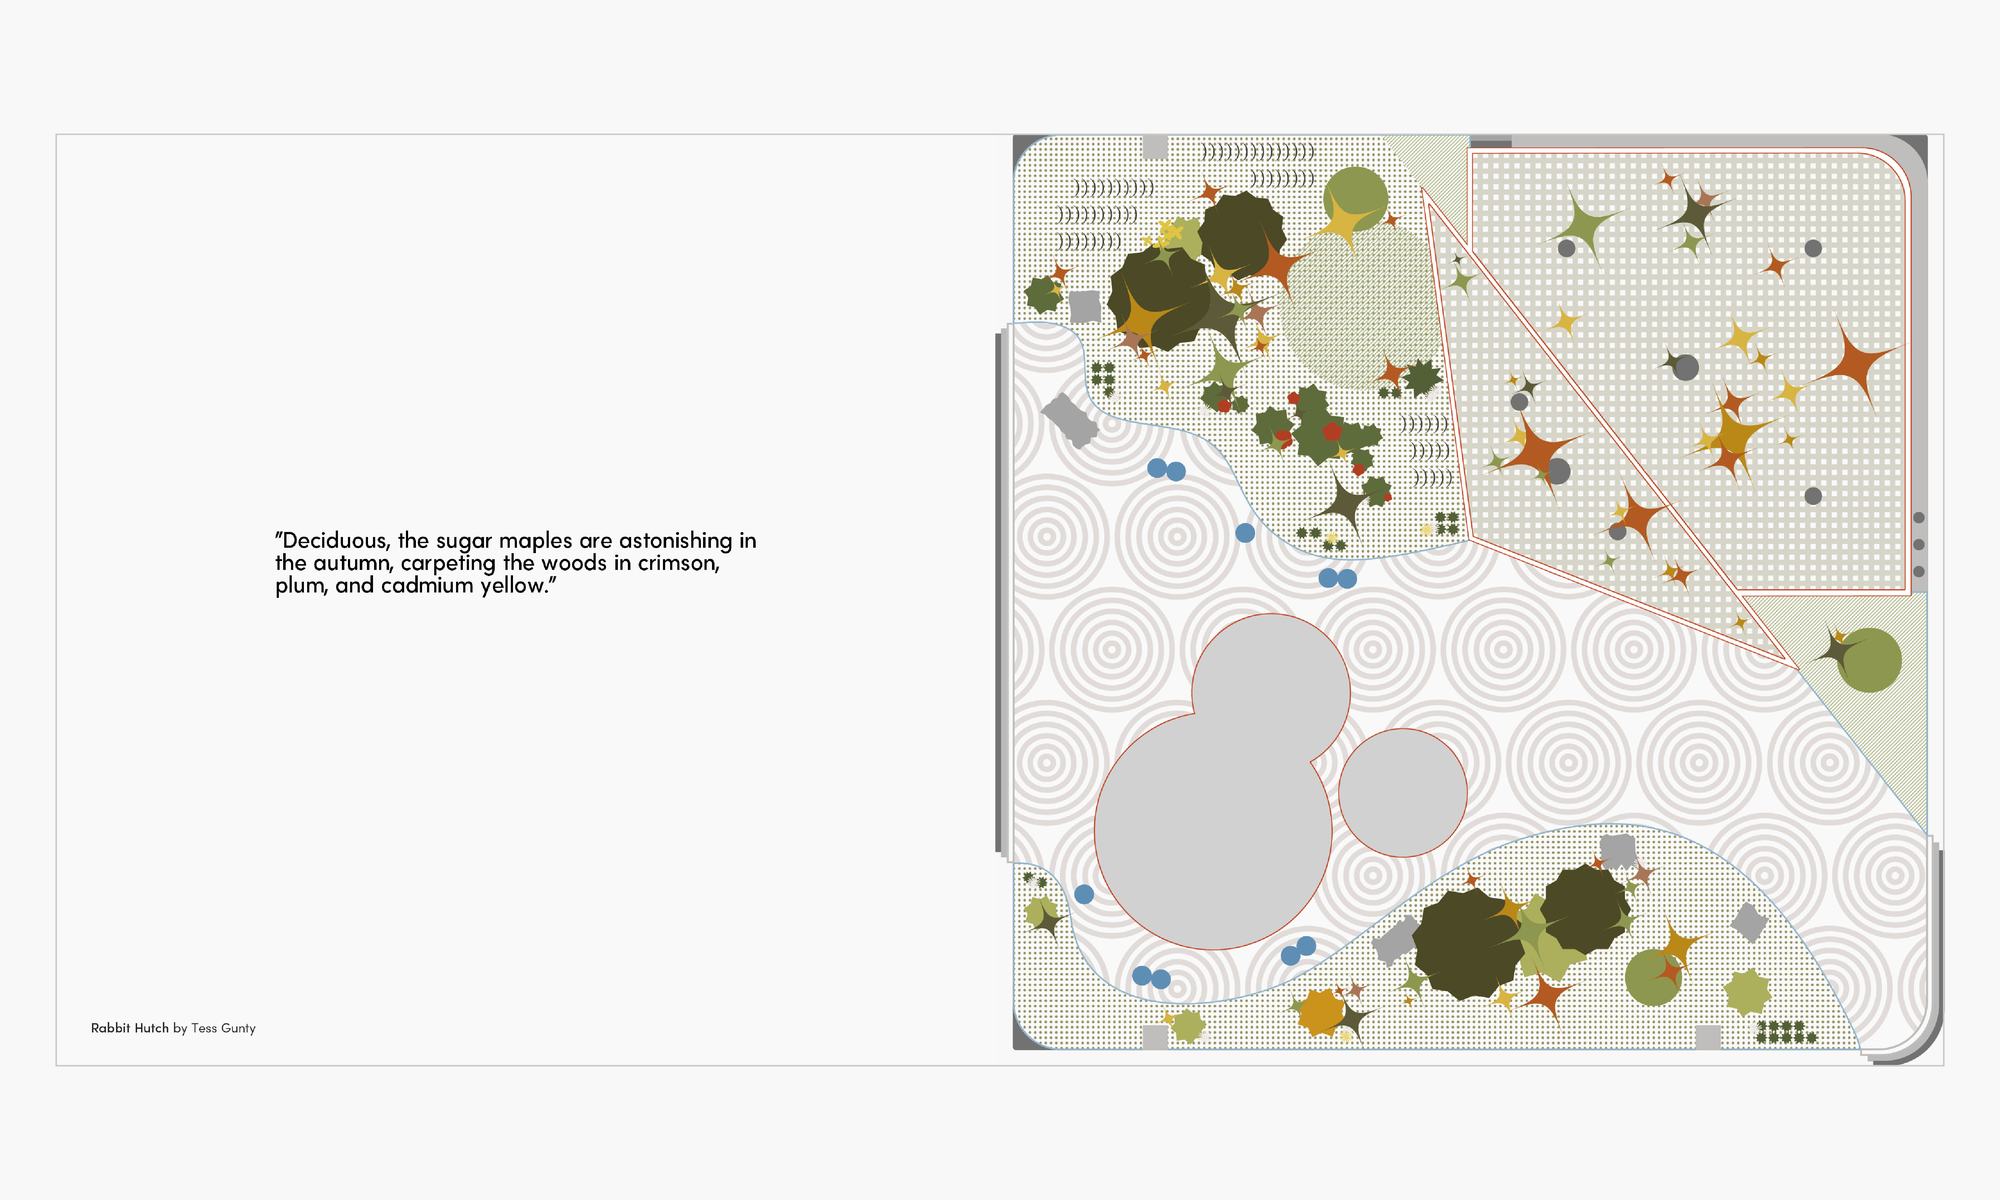 ”Deciduous, the sugar maples are astonishing in
the autumn, carpeting the woods in crimson,
plum, and cadmium yellow.”
Rabbit Hutch by Tess Gunty